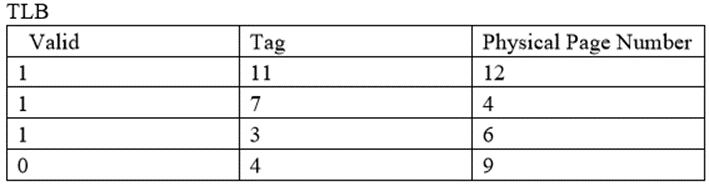 TLB
Valid Tag Physical Page Number
1 11 12
1 7 4
1 3 6
0 4 9